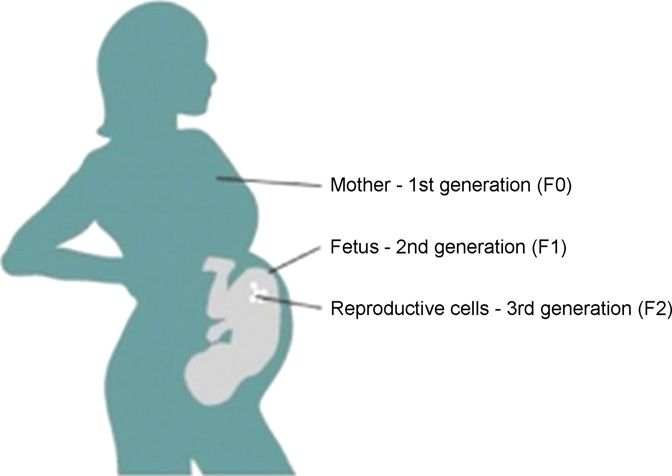 Mother - 1st generation (F0)
Fetus - 2nd generation (F1)
Reproductive cells - 3rd generation (F2)